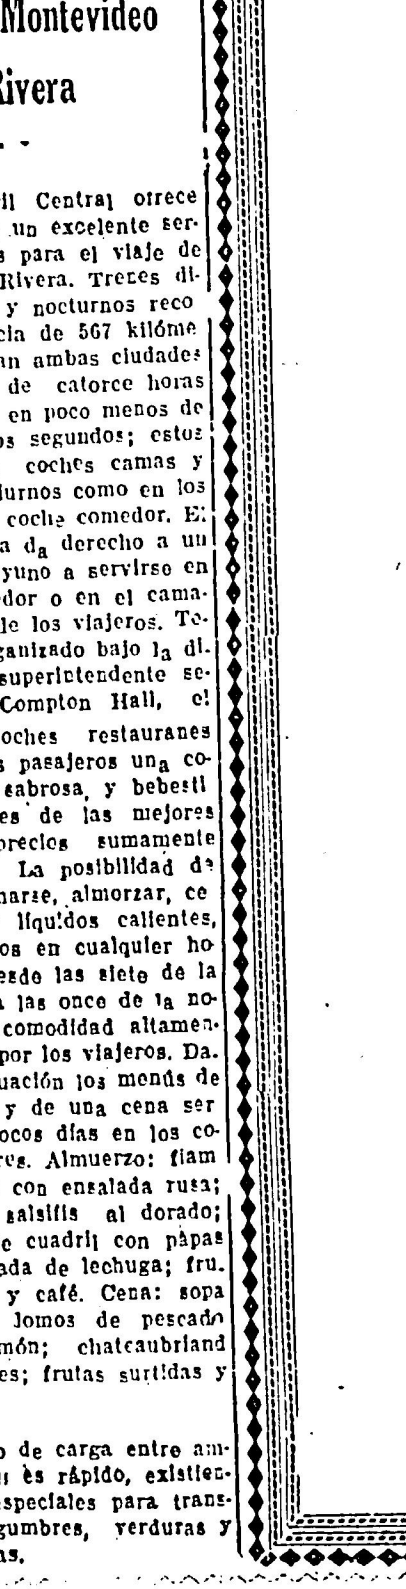 Montevideo
Rivera
il Central ofrece
un excelente ser-
s para el viaje de
Rivera. Trenes di-
y nocturnos reco
cia de 567 kilóme
an ambas ciudades
de catorce horas
en poco menos de
os segundos; estos
coches camas y
iurnos como en los
coche comedor. El
a da derecho a un
yuno a servirse en
edor o en el cama-
de los viajeros. To-
ganizado bajo la di-
superintendente se-
Compton Hall, el
oches restauranes
s pasajeros una co-
sabrosa, y bebesti
es de las mejores
precios sumamente
La posibilidad de
narse, almorzar, ce
líquidos calientes,
os en cualquier ho
esde las siete de la
a las once de la no-
comodidad altamen-
por los viajeros. Da.
uación los menús de
y de una cena ser
ocos días en los co-
res. Almuerzo: fiam
con ensalada rusa;
salsifis al dorado;
e cuadril con papas
ada de lechuga; fru.
y café. Cena: sopa
lomos de pescado
món; chateaubriand
es; frutas surtidas y
o de carga entre am-
es rápido, existien-
especiales para trans-
gumbres, verduras y
as.